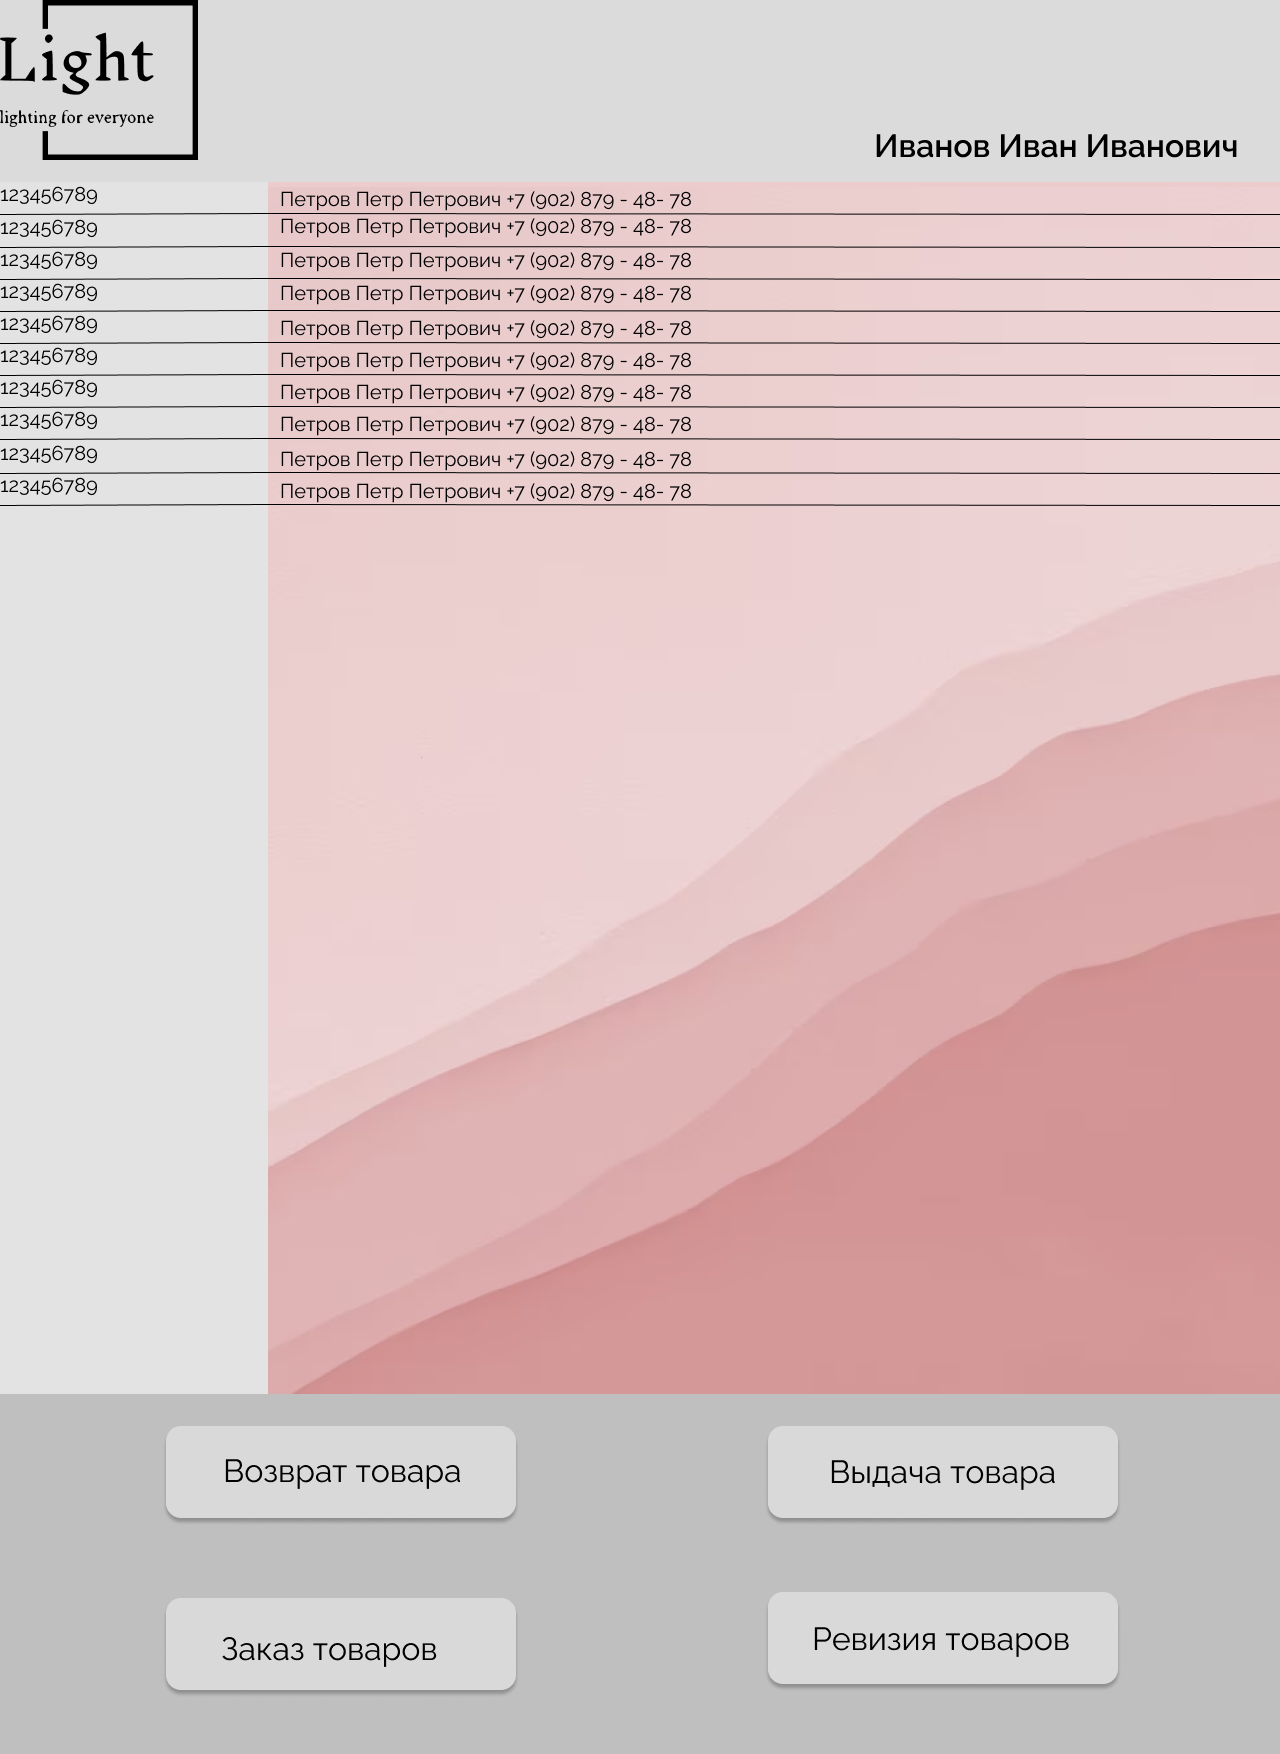 Light
lighting for everyone
Иванов Иван Иванович
123456789 Петров Петр Петрович +7 (902) 879 - 48- 78
123456789 Петров Петр Петрович +7 (902) 879 - 48- 78
123456789 Петров Петр Петрович +7 (902) 879 - 48- 78
123456789 Петров Петр Петрович +7 (902) 879 - 48- 78
123456789 Петров Петр Петрович +7 (902) 879 - 48- 78
123456789 Петров Петр Петрович +7 (902) 879 - 48- 78
123456789 Петров Петр Петрович +7 (902) 879 - 48- 78
123456789 Петров Петр Петрович +7 (902) 879 - 48- 78
123456789 Петров Петр Петрович +7 (902) 879 - 48- 78
123456789 Петров Петр Петрович +7 (902) 879 - 48- 78
Возврат товара
Выдача товара
Заказ товаров
Ревизия товаров